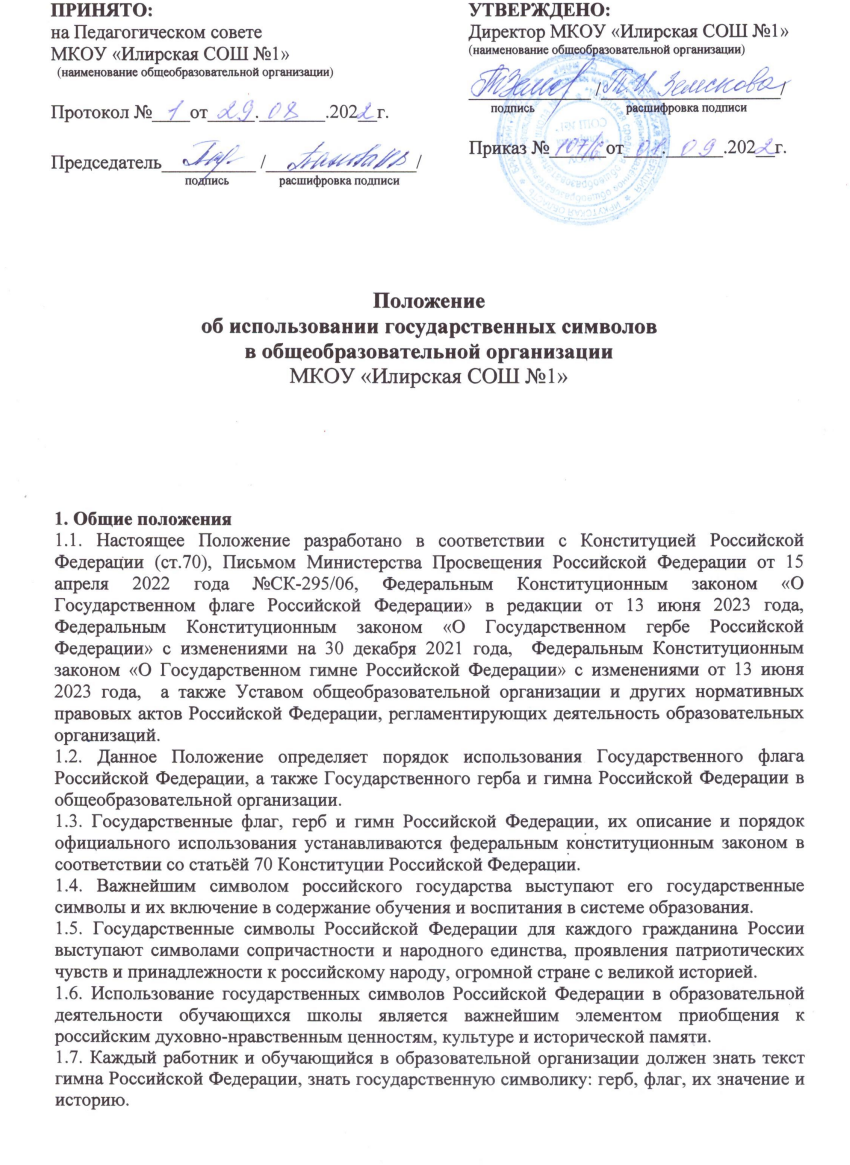 ПРИНЯТО:
на Педагогическом совете
МКОУ «Илирская СОШ №1»
(наименование общеобразовательной организации)
Протокол № 1 от 29.08.2022 г.
Председатель /
подпись расшифровка подписи
УТВЕРЖДЕНО:
Директор МКОУ «Илирская СОШ №1»
(наименование общеобразовательной организации)
/ Т.И. Земскова /
подпись расшифровка подписи
Приказ № 107/6 от 01.09.2022 г.
Положение
об использовании государственных символов
в общеобразовательной организации
МКОУ «Илирская СОШ №1»
1. Общие положения
1.1. Настоящее Положение разработано в соответствии с Конституцией Российской
Федерации (ст.70), Письмом Министерства Просвещения Российской Федерации от 15
апреля 2022 года №СК-295/06, Федеральным Конституционным законом «О
Государственном флаге Российской Федерации» в редакции от 13 июня 2023 года,
Федеральным Конституционным законом «О Государственном гербе Российской
Федерации» с изменениями на 30 декабря 2021 года, Федеральным Конституционным
законом «О Государственном гимне Российской Федерации» с изменениями от 13 июня
2023 года, а также Уставом общеобразовательной организации и других нормативных
правовых актов Российской Федерации, регламентирующих деятельность образовательных
организаций.
1.2. Данное Положение определяет порядок использования Государственного флага
Российской Федерации, а также Государственного герба и гимна Российской Федерации в
общеобразовательной организации.
1.3. Государственные флаг, герб и гимн Российской Федерации, их описание и порядок
официального использования устанавливаются федеральным конституционным законом в
соответствии со статьёй 70 Конституции Российской Федерации.
1.4. Важнейшим символом российского государства выступают его государственные
символы и их включение в содержание обучения и воспитания в системе образования.
1.5. Государственные символы Российской Федерации для каждого гражданина России
выступают символами сопричастности и народного единства, проявления патриотических
чувств и принадлежности к российскому народу, огромной стране с великой историей.
1.6. Использование государственных символов Российской Федерации в образовательной
деятельности обучающихся школы является важнейшим элементом приобщения к
российским духовно-нравственным ценностям, культуре и исторической памяти.
1.7. Каждый работник и обучающийся в образовательной организации должен знать текст
гимна Российской Федерации, знать государственную символику: герб, флаг, их значение и
историю.